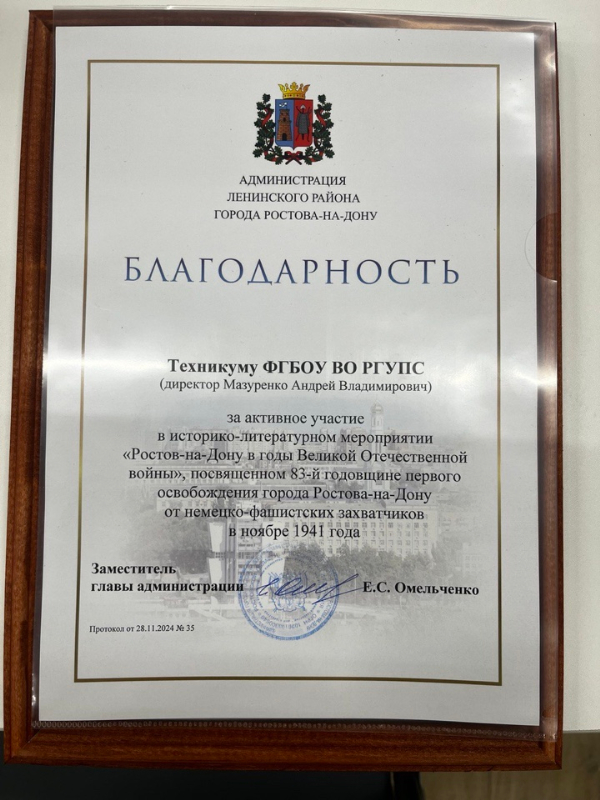 АДМИНИСТРАЦИЯ
ЛЕНИНСКОГО РАЙОНА
ГОРОДА РОСТОВА-НА-ДОНУ
БЛАГОДАРНОСТЬ
Техникуму ФГБОУ ВО РГУПС
(директор Мазуренко Андрей Владимирович)
за активное участие
в историко-литературном мероприятии
«Ростов-на-Дону в годы Великой Отечественной
войны», посвященном 83-й годовщине первого
освобождения города Ростова-на-Дону
от немецко-фашистских захватчиков
в ноябре 1941 года
Заместитель
главы администрации Е.С. Омельченко
Протокол от 28.11.2024 № 35